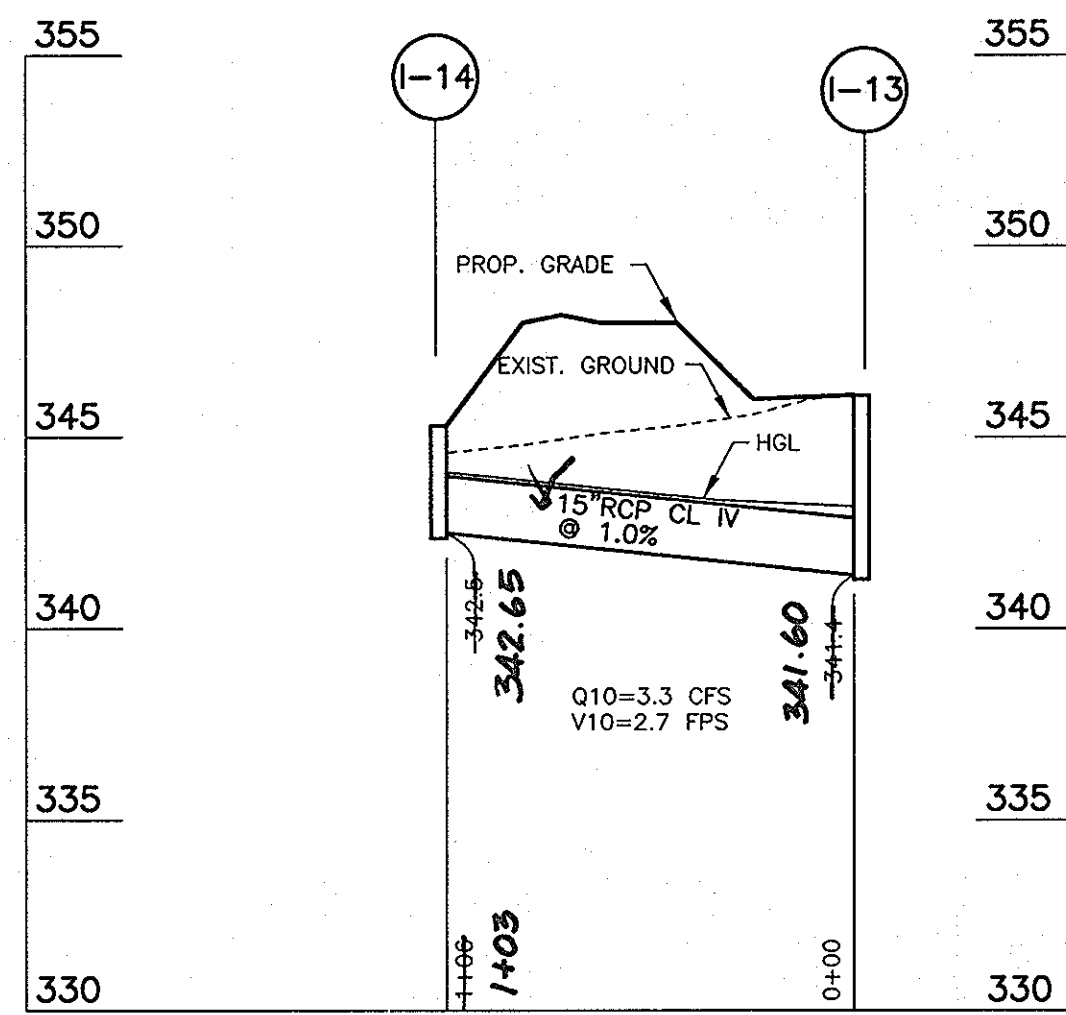 355
355
I-14
I-13
350
350
PROP. GRADE
EXIST. GROUND
345
345
HGL
15"RCP CL IV
@ 1.0%
342.5
342.65
341.60
341.4
340
340
Q10=3.3 CFS
V10=2.7 FPS
335
335
1+06
1+03
0+00
330
330